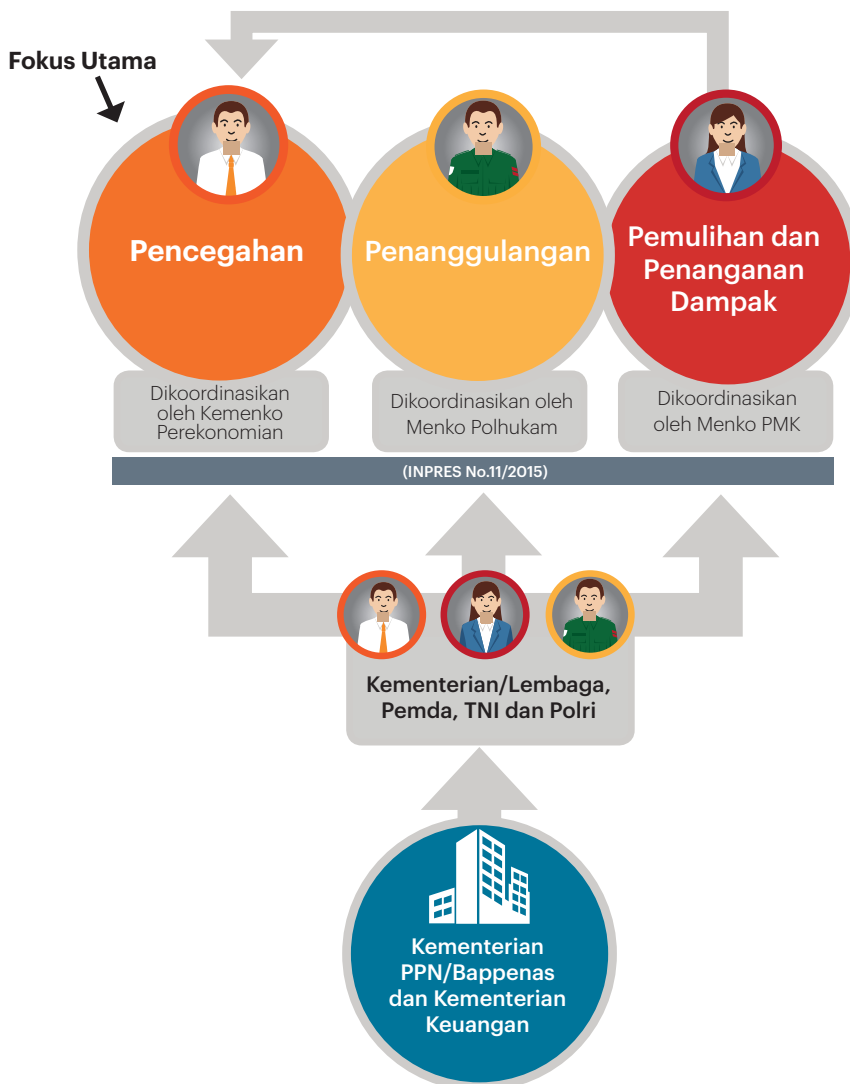 Fokus Utama
Pencegahan
Penanggulangan
Pemulihan dan
Penanganan
Dampak
Dikoordinasikan
oleh Kemenko
Perekonomian
Dikoordinasikan oleh
Menko Polhukam
Dikoordinasikan
oleh Menko PMK
(INPRES No.11/2015)
Kementerian/Lembaga,
Pemda, TNI dan Polri
Kementerian
PPN/Bappenas
dan Kementerian
Keuangan